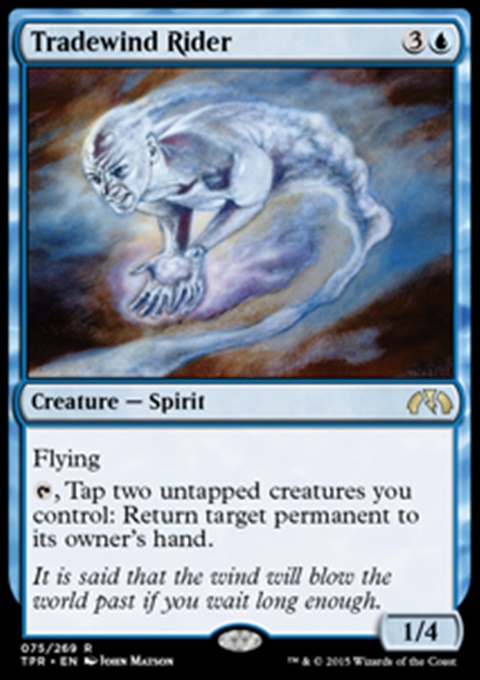 Tradewind Rider 3
Creature — Spirit
Flying
, Tap two untapped creatures you
control: Return target permanent to
its owner's hand.
It is said that the wind will blow the
world past if you wait long enough.
1/4
075/269 R
TPR • EN John Matson
™ & © 2015 Wizards of the Coast